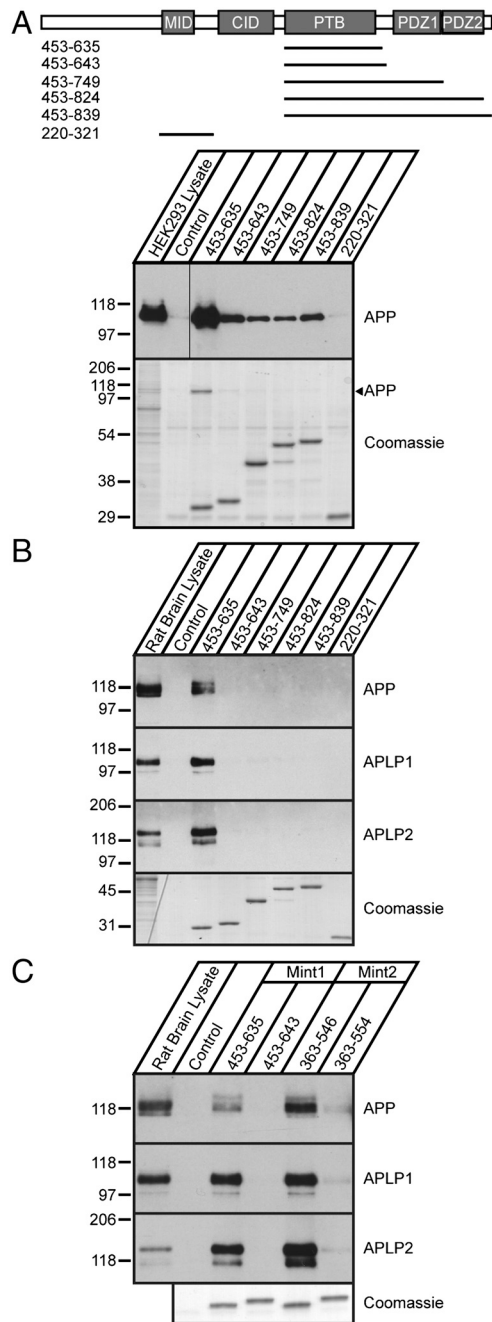 A
MID CID PTB PDZ1 PDZ2
453-635
453-643
453-749
453-824
453-839
220-321
HEK293 Lysate
Control
453-635
453-643
453-749
453-824
453-839
220-321
118
97
APP
206
118
97
54
38
29
APP
Coomassie
B
Rat Brain Lysate
Control
453-635
453-643
453-749
453-824
453-839
220-321
118
97
APP
118
97
APLP1
206
118
97
APLP2
45
31
Coomassie
C
Mint1 Mint2
Rat Brain Lysate
Control
453-635
453-643
363-546
363-554
118
APP
118
97
APLP1
206
118
APLP2
Coomassie